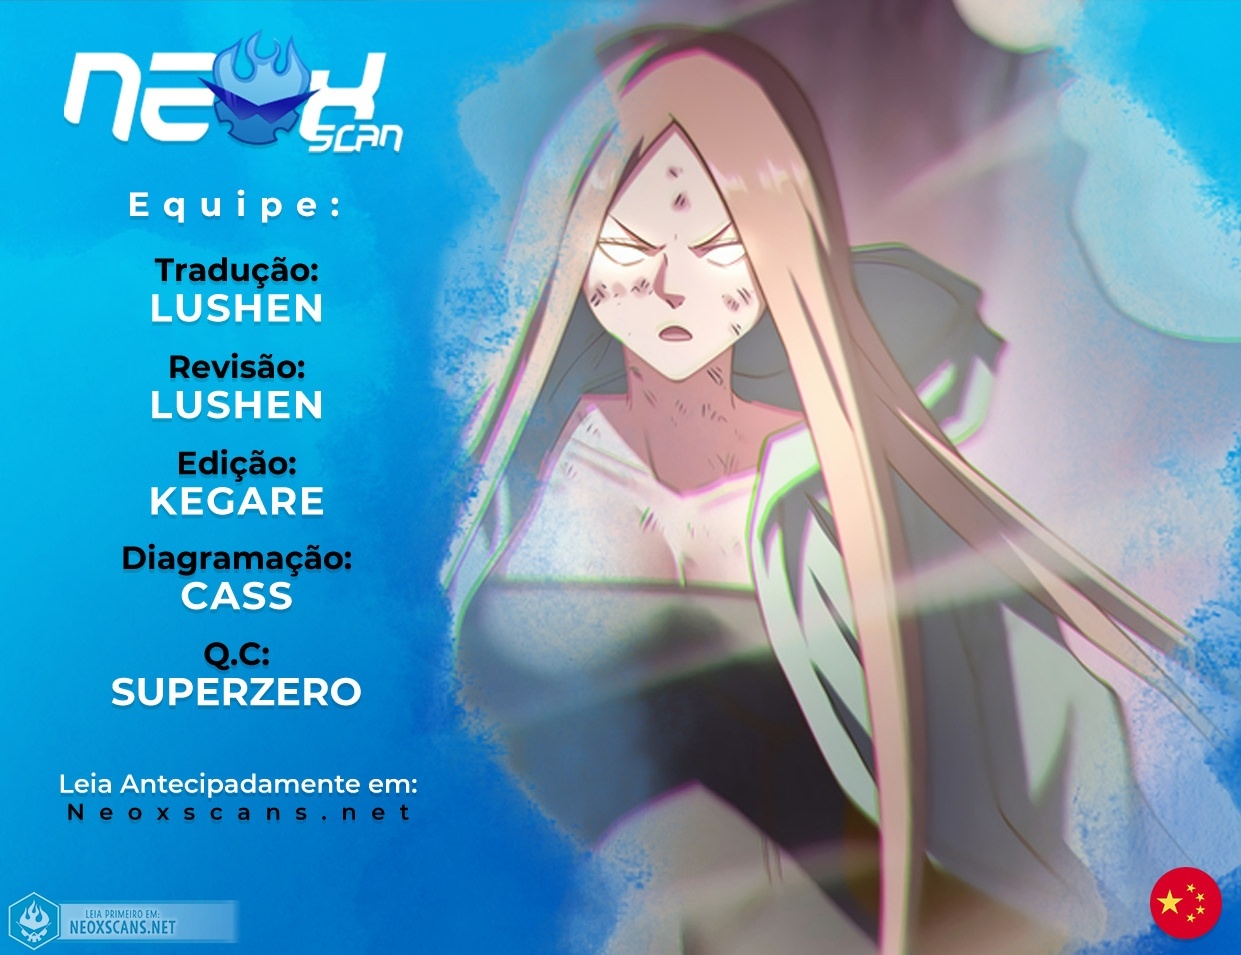 NEOX
SCAN
Equipe:
Tradução:
LUSHEN
Revisão:
LUSHEN
Edição:
KEGARE
Diagramação:
CASS
Q.C:
SUPERZERO
Leia Antecipadamente em:
Neoxscans.net
LEIA PRIMEIRO EM:
NEOXSCANS.NET